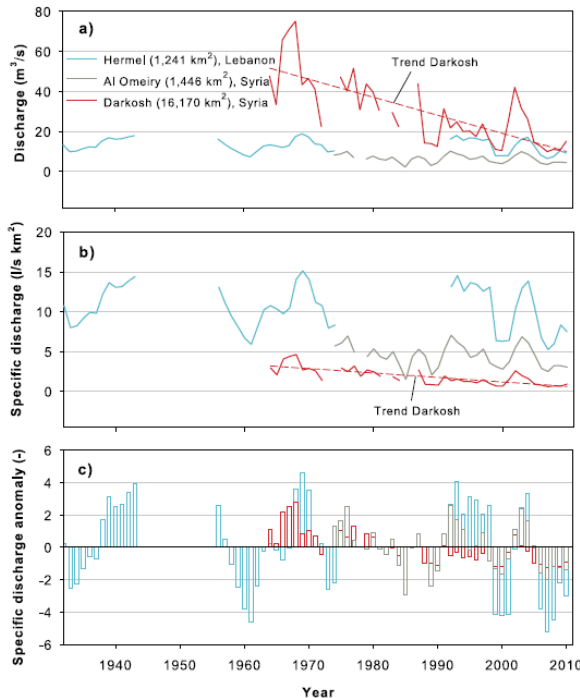 a)
80
60
40
20
0
Discharge (m³/s)
Hermel (1,241 km²), Lebanon
Al Omeiry (1,446 km²), Syria
Darkosh (16,170 km²), Syria
Trend Darkosh
b)
20
15
10
5
0
Specific discharge (l/s km²)
Trend Darkosh
c)
6
4
2
0
-2
-4
-6
Specific discharge anomaly (-)
1940 1950 1960 1970 1980 1990 2000 2010
Year